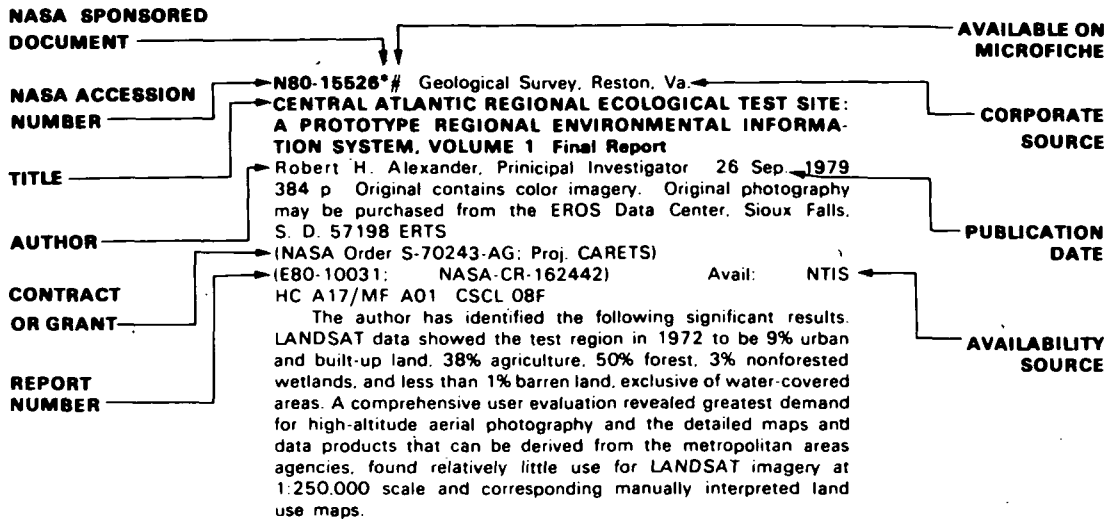 NASA SPONSORED
DOCUMENT
NASA ACCESSION
NUMBER
TITLE
AUTHOR
CONTRACT
OR GRANT
REPORT
NUMBER
N80-15526*# Geological Survey, Reston, Va.
CENTRAL ATLANTIC REGIONAL ECOLOGICAL TEST SITE:
A PROTOTYPE REGIONAL ENVIRONMENTAL INFORMA-
TION SYSTEM, VOLUME 1 Final Report
Robert H. Alexander, Prinicipal Investigator 26 Sep. 1979
384 p Original contains color imagery. Original photography
may be purchased from the EROS Data Center, Sioux Falls,
S. D. 57198 ERTS
(NASA Order S-70243-AG; Proj. CARETS)
(E80-10031; NASA-CR-162442) Avail: NTIS
HC A17/MF A01 CSCL 08F
The author has identified the following significant results.
LANDSAT data showed the test region in 1972 to be 9% urban
and built-up land, 38% agriculture, 50% forest, 3% nonforested
wetlands, and less than 1% barren land, exclusive of water-covered
areas. A comprehensive user evaluation revealed greatest demand
for high-altitude aerial photography and the detailed maps and
data products that can be derived from the metropolitan areas
agencies, found relatively little use for LANDSAT imagery at
1:250.000 scale and corresponding manually interpreted land
use maps.
AVAILABLE ON
MICROFICHE
CORPORATE
SOURCE
PUBLICATION
DATE
AVAILABILITY
SOURCE